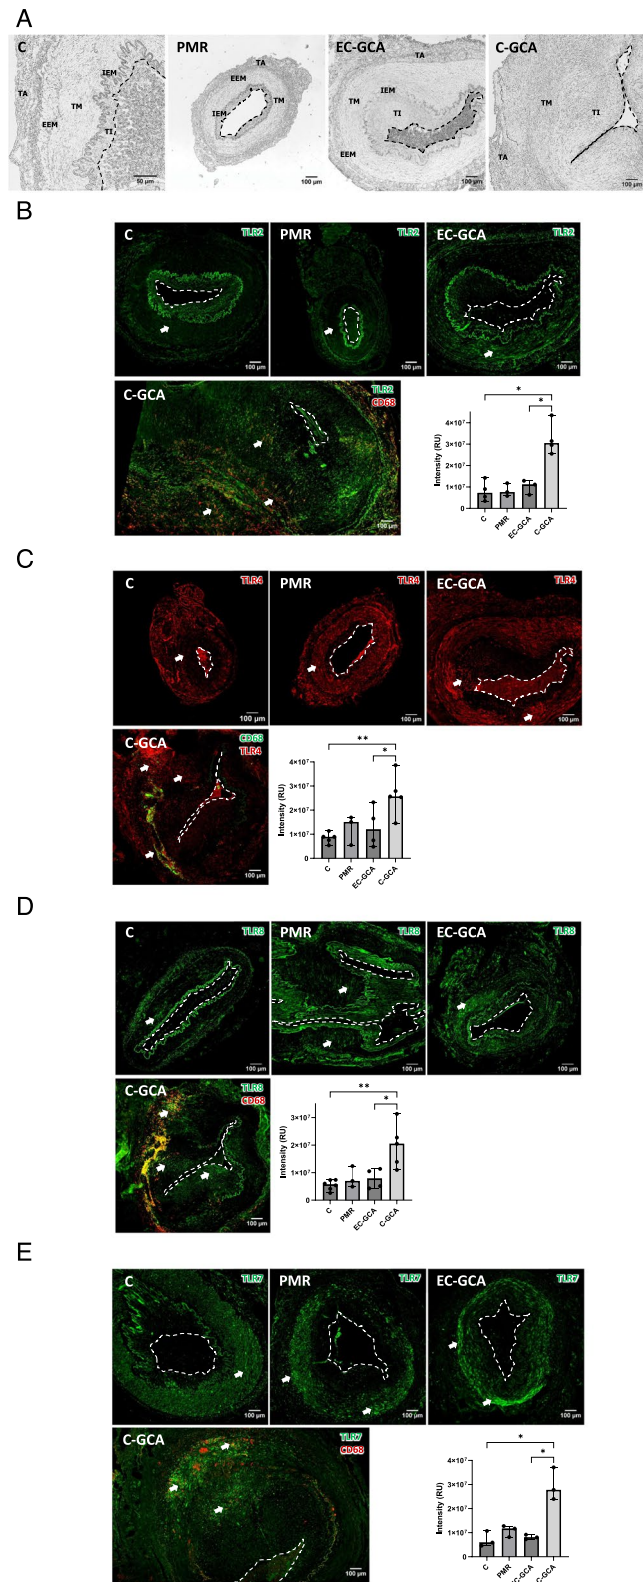 A
C
PMR
EC-GCA
C-GCA
TA
EEM
TM
IEM
TI
50 μm
TA
EEM
IEM
TM
100 μm
TA
IEM
TM
TI
EEM
100 μm
TM
TI
TA
100 μm
B
C
TLR2
100 μm
PMR
TLR2
100 μm
EC-GCA
TLR2
100 μm
C-GCA
TLR2
CD68
100 μm
Intensity (RU)
4×10⁷
3×10⁷
2×10⁷
1×10⁷
0
*
*
C
PMR
EC-GCA
C-GCA
C
C
TLR4
100 μm
PMR
TLR4
100 μm
EC-GCA
TLR4
100 μm
C-GCA
CD68
TLR4
100 μm
Intensity (RU)
4×10⁷
3×10⁷
2×10⁷
1×10⁷
0
**
*
C
PMR
EC-GCA
C-GCA
D
C
TLR8
100 μm
PMR
TLR8
100 μm
EC-GCA
TLR8
100 μm
C-GCA
TLR8
CD68
100 μm
Intensity (RU)
3×10⁷
2×10⁷
1×10⁷
0
**
*
C
PMR
EC-GCA
C-GCA
E
C
TLR7
100 μm
PMR
TLR7
100 μm
EC-GCA
TLR7
100 μm
C-GCA
TLR7
CD68
100 μm
Intensity (RU)
4×10⁷
3×10⁷
2×10⁷
1×10⁷
0
*
*
C
PMR
EC-GCA
C-GCA